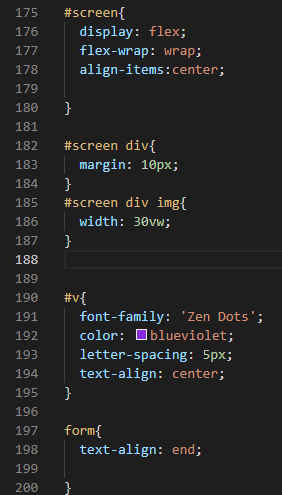 175 #screen{
176 display: flex;
177 flex-wrap: wrap;
178 align-items:center;
179
180 }
181
182 #screen div{
183 margin: 10px;
184 }
185 #screen div img{
186 width: 30vw;
187 }
188
189
190 #v{
191 font-family: 'Zen Dots';
192 color: blueviolet;
193 letter-spacing: 5px;
194 text-align: center;
195 }
196
197 form{
198 text-align: end;
199
200 }